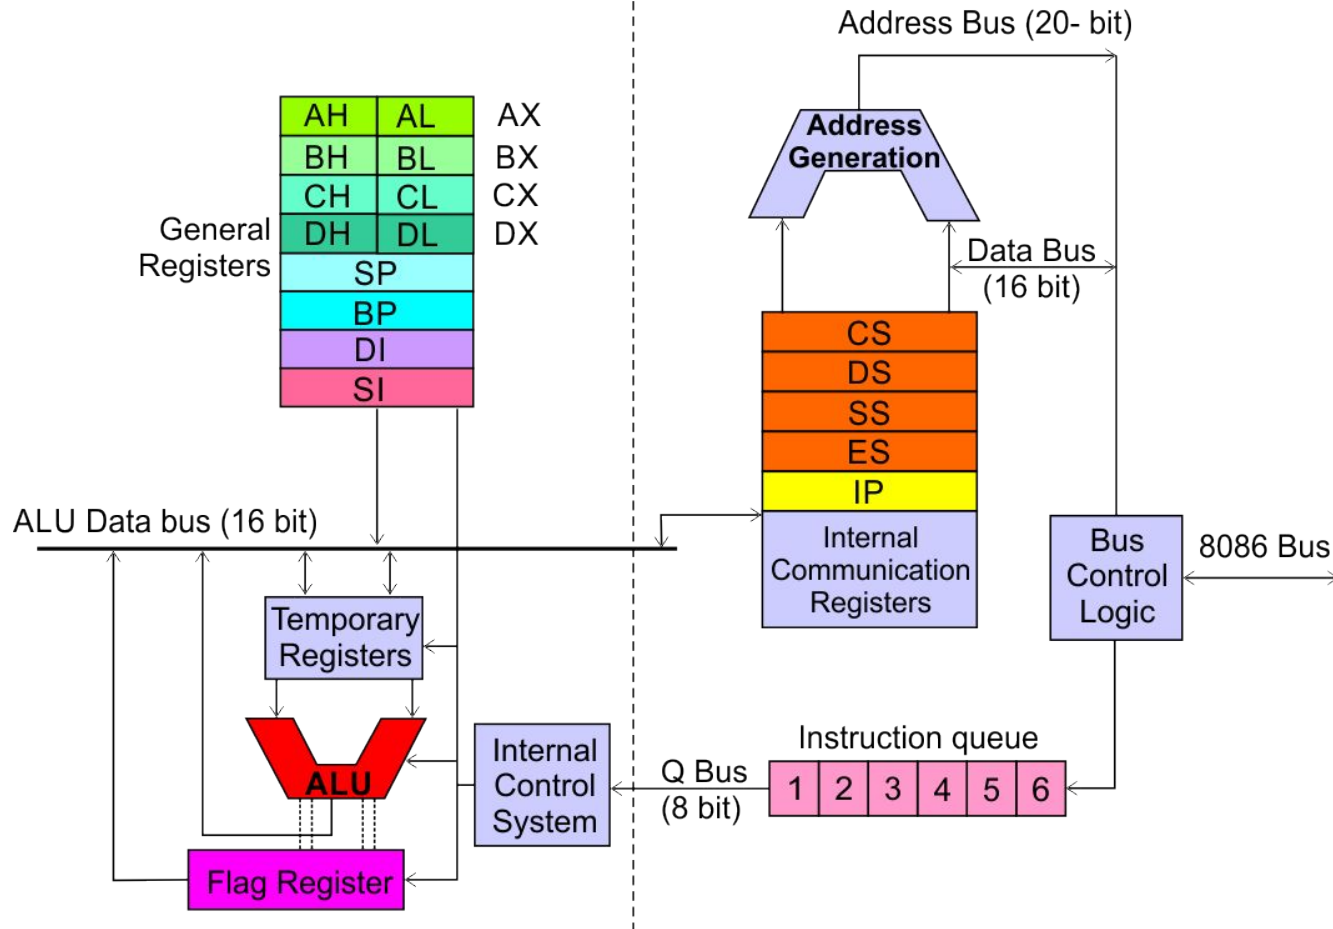 Address Bus (20- bit)
AH AL AX
BH BL BX
CH CL CX
DH DL DX
General
Registers
SP
BP
DI
SI
Address
Generation
Data Bus
(16 bit)
CS
DS
SS
ES
IP
Internal
Communication
Registers
ALU Data bus (16 bit)
Bus
Control
Logic
8086 Bus
Temporary
Registers
ALU
Internal
Control
System
Q Bus
(8 bit)
Instruction queue
1 2 3 4 5 6
Flag Register